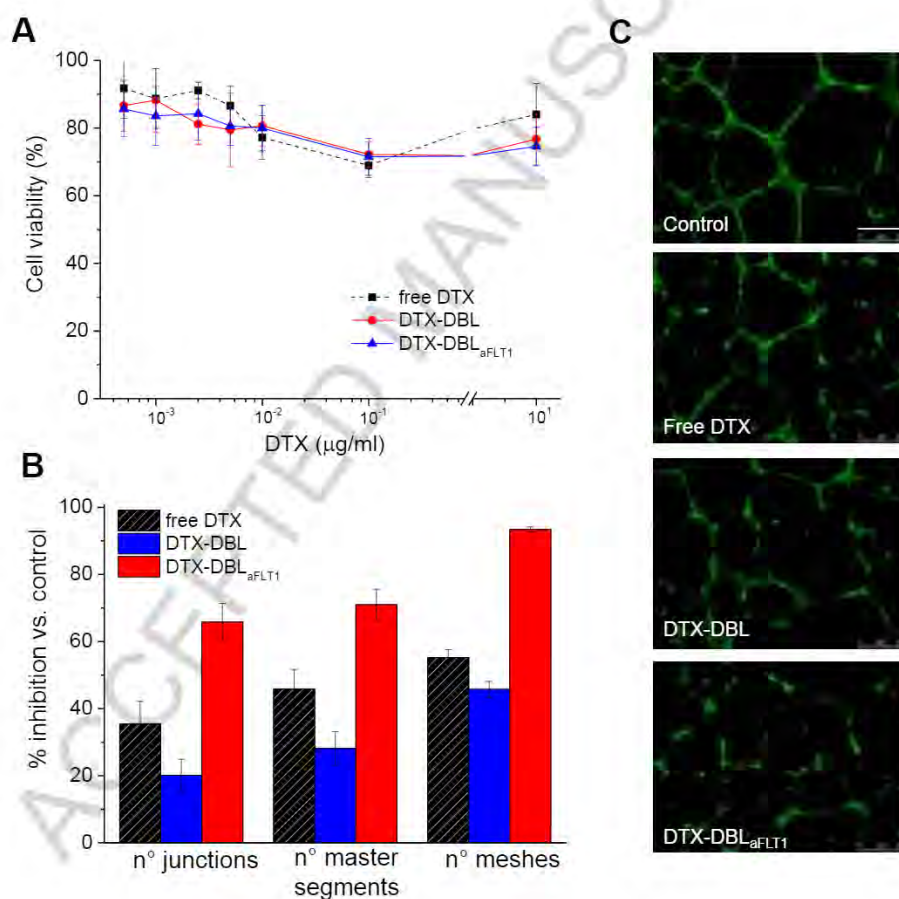 A
Cell viability (%)
100
80
60
40
20
0
free DTX
DTX-DBL
DTX-DBLaFLT1
10-3
10-2
10-1
101
DTX (µg/ml)
B
% inhibition vs. control
100
80
60
40
20
0
free DTX
DTX-DBL
DTX-DBLaFLT1
n° junctions
n° master
segments
n° meshes
C
Control
Free DTX
DTX-DBL
DTX-DBLaFLT1
ACCEPTED MANUSC